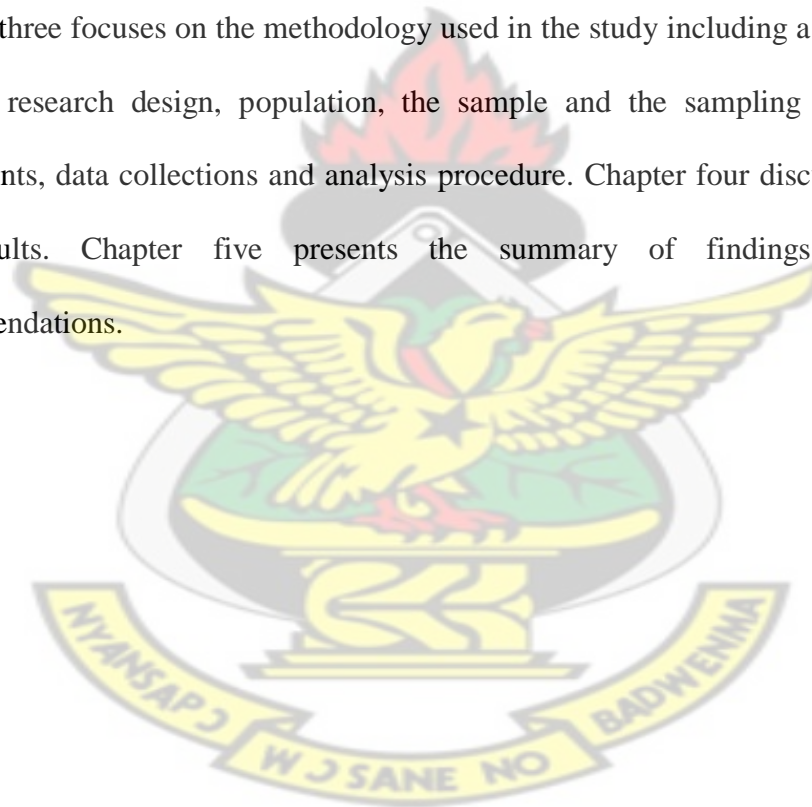 three focuses on the methodology used in the study including a
research design, population, the sample and the sampling
nts, data collections and analysis procedure. Chapter four disc
ults. Chapter five presents the summary of findings
endations.
NYANSAPƆ
WƆSANE NO
BADWENMA